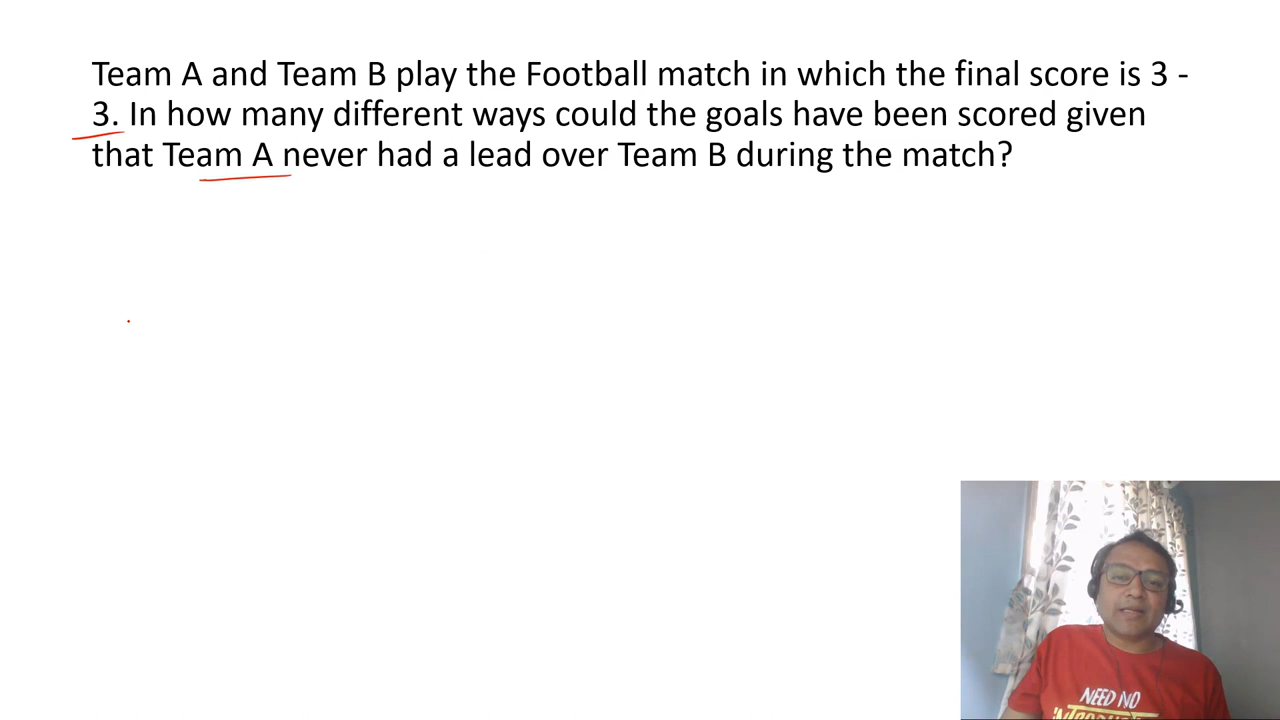 Team A and Team B play the Football match in which the final score is 3 -
3. In how many different ways could the goals have been scored given
that Team A never had a lead over Team B during the match?
NEED NO